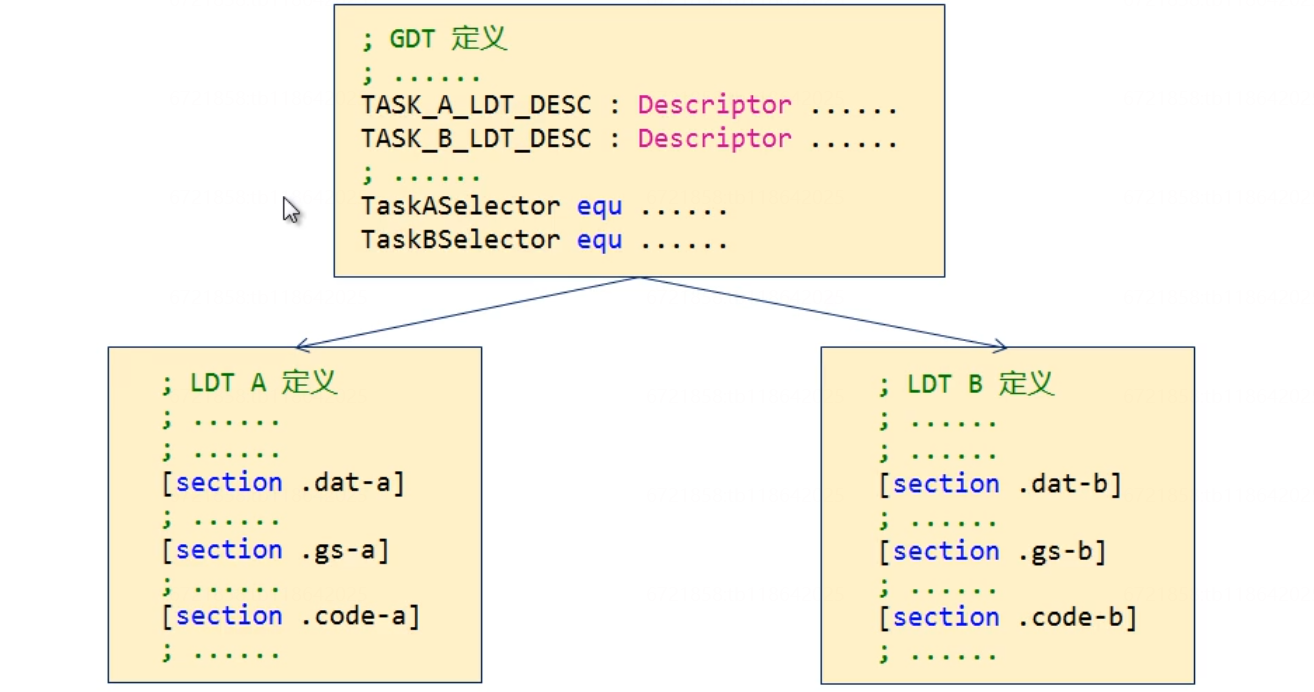 ; GDT 定义
; ......
TASK_A_LDT_DESC : Descriptor ......
TASK_B_LDT_DESC : Descriptor ......
; ......
TaskASelector equ ......
TaskBSelector equ ......
; LDT A 定义
; ......
; ......
[section .dat-a]
; ......
[section .gs-a]
; ......
[section .code-a]
; ......
; LDT B 定义
; ......
; ......
[section .dat-b]
; ......
[section .gs-b]
; ......
[section .code-b]
; ......